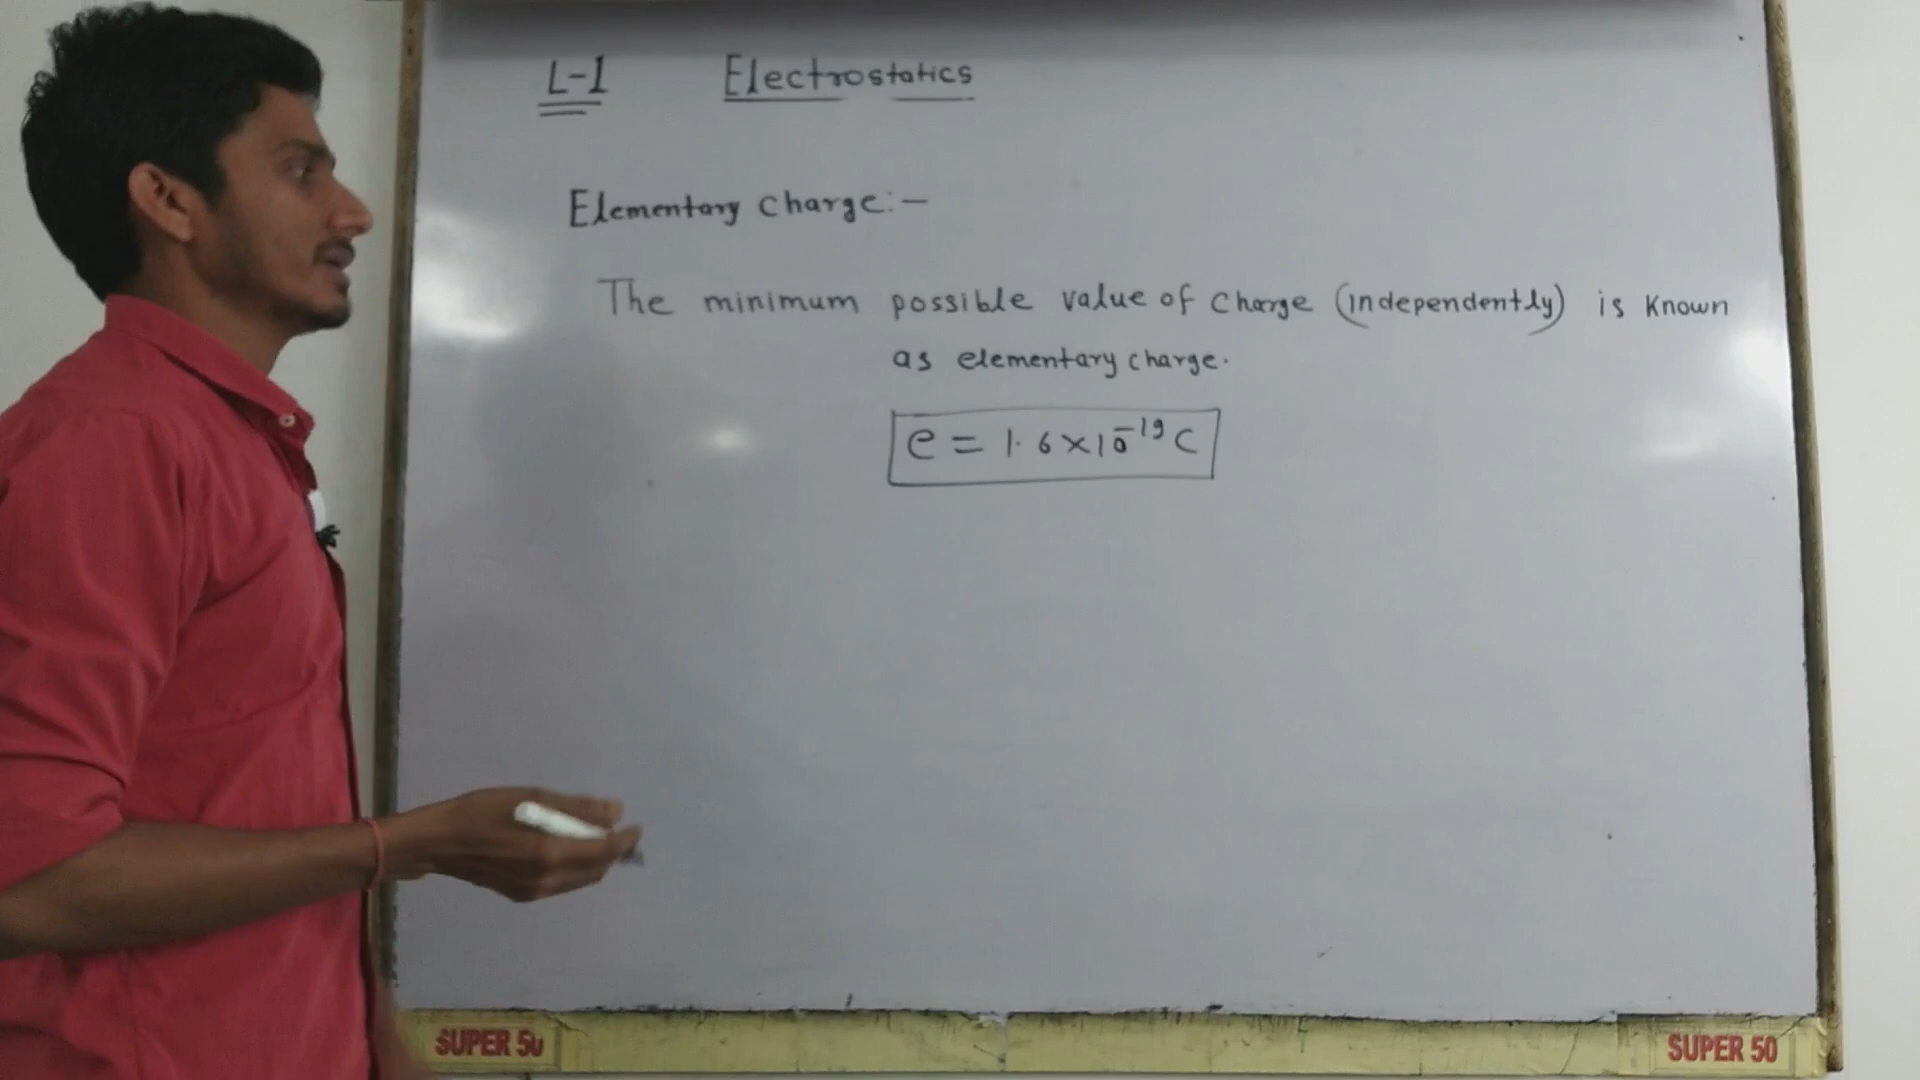 L-1 Electrostatics
Elementary charge:-
The minimum possible value of charge (independently) is known
as elementary charge.
e = 1.6×10⁻¹⁹ C
SUPER 50 SUPER 50